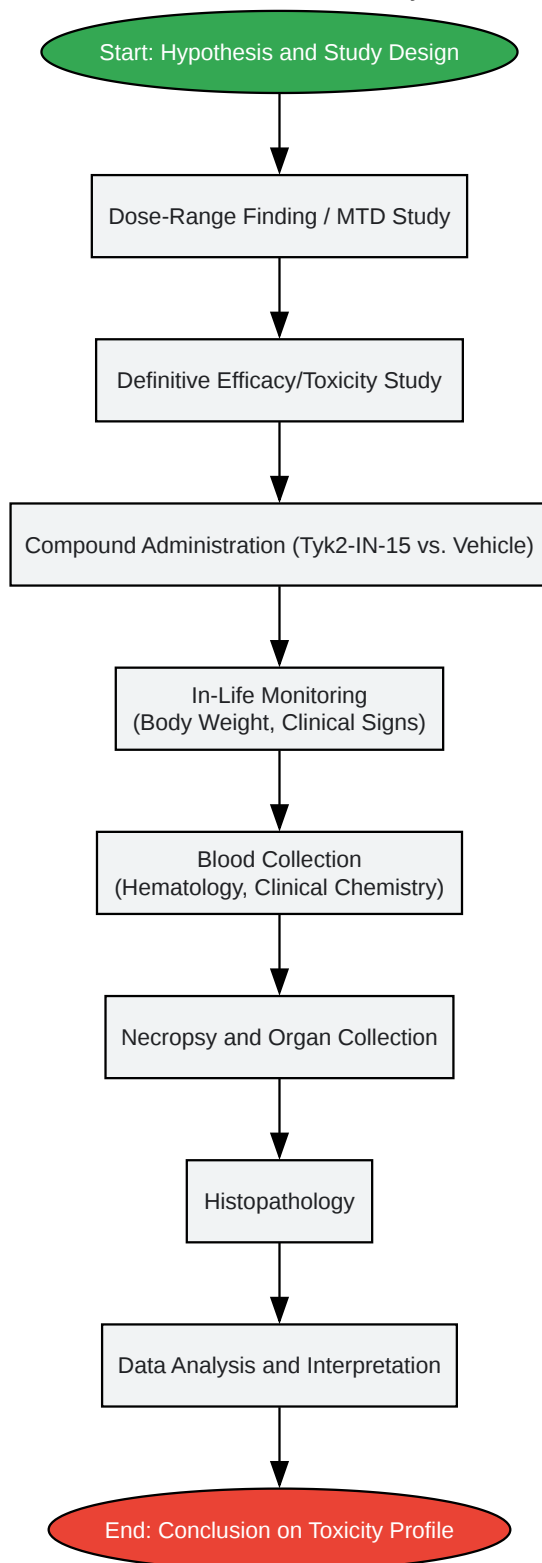 Start: Hypothesis and Study Design
Dose-Range Finding / MTD Study
Definitive Efficacy/Toxicity Study
Compound Administration (Tyk2-IN-15 vs. Vehicle)
In-Life Monitoring
(Body Weight, Clinical Signs)
Blood Collection
(Hematology, Clinical Chemistry)
Necropsy and Organ Collection
Histopathology
Data Analysis and Interpretation
End: Conclusion on Toxicity Profile